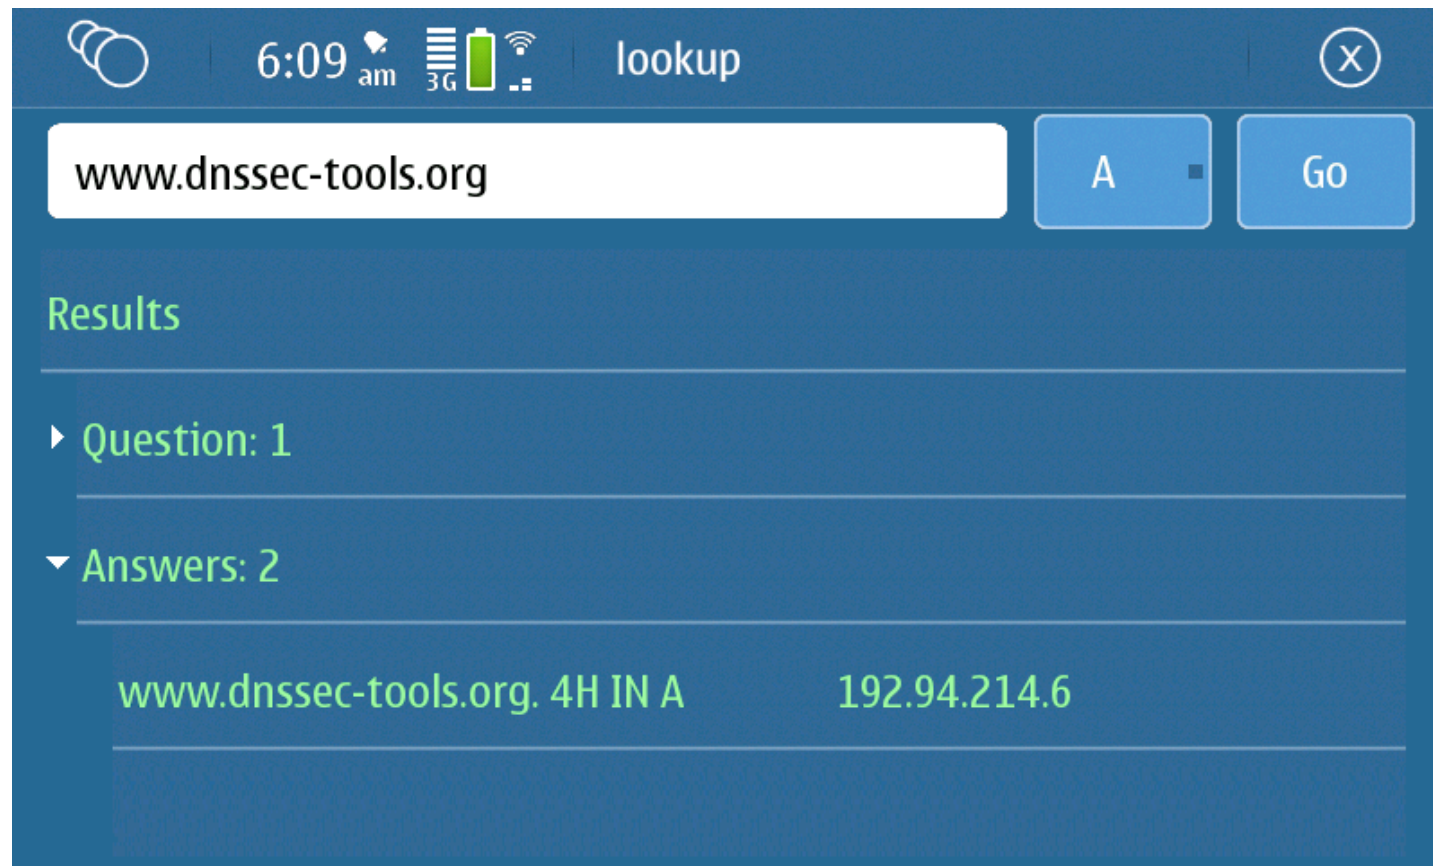 6:09 am 3G lookup X
www.dnssec-tools.org A Go
Results
Question: 1
Answers: 2
www.dnssec-tools.org. 4H IN A 192.94.214.6